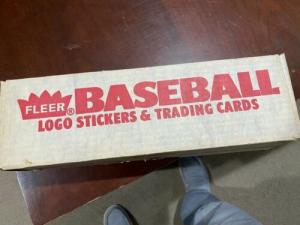 FLEER® BASEBALL
LOGO STICKERS & TRADING CARDS